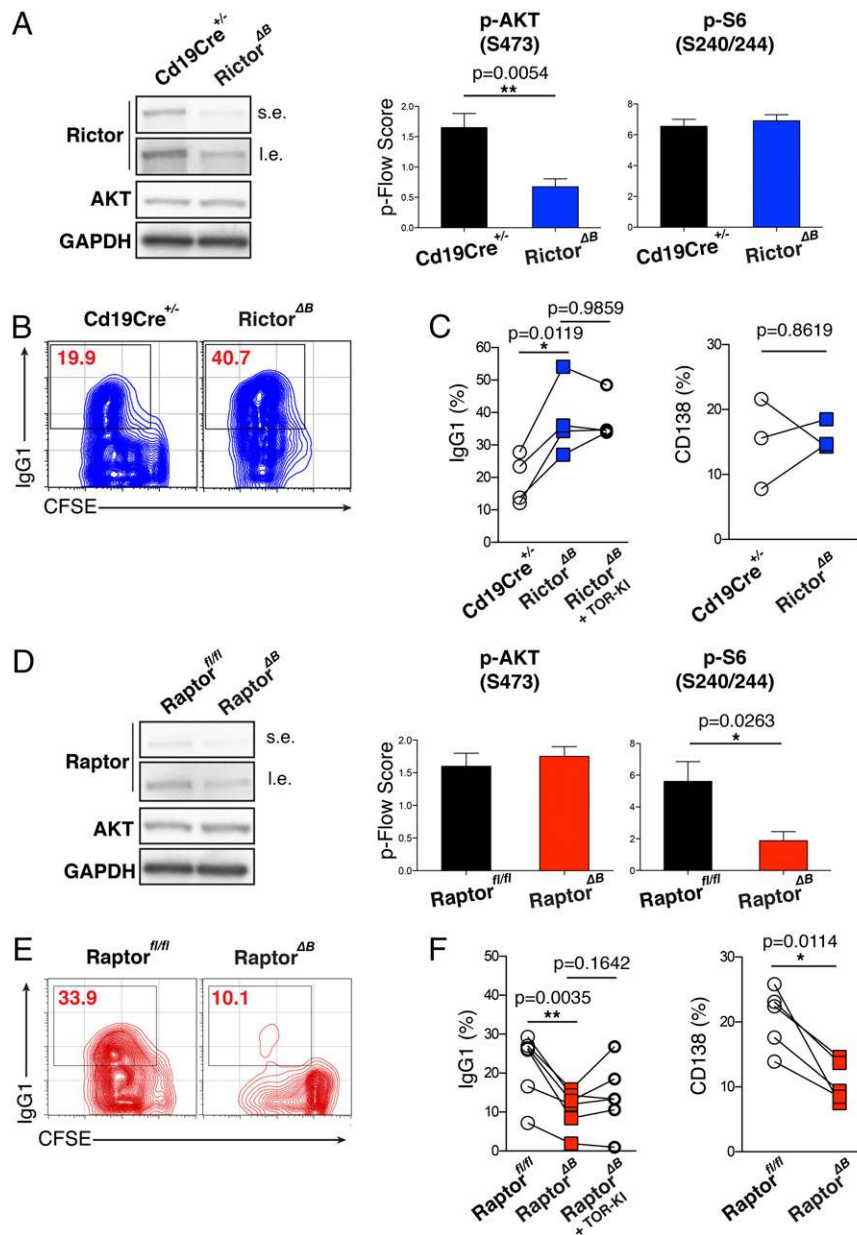 A
Cd19Cre+/-
RictorΔB
Rictor
s.e.
l.e.
AKT
GAPDH
p-AKT
(S473)
p=0.0054
**
p-Flow Score
2.0
1.5
1.0
0.5
0.0
Cd19Cre+/-
RictorΔB
p-S6
(S240/244)
8
6
4
2
0
Cd19Cre+/-
RictorΔB
B
Cd19Cre+/-
RictorΔB
19.9
40.7
IgG1
CFSE
C
p=0.9859
p=0.0119
*
IgG1 (%)
60
50
40
30
20
10
0
Cd19Cre+/-
RictorΔB
RictorΔB
+ TOR-KI
p=0.8619
CD138 (%)
30
20
10
0
Cd19Cre+/-
RictorΔB
D
Raptorfl/fl
RaptorΔB
Raptor
s.e.
l.e.
AKT
GAPDH
p-AKT
(S473)
p-Flow Score
2.0
1.5
1.0
0.5
0.0
Raptorfl/fl
RaptorΔB
p-S6
(S240/244)
p=0.0263
*
8
6
4
2
0
Raptorfl/fl
RaptorΔB
E
Raptorfl/fl
RaptorΔB
33.9
10.1
IgG1
CFSE
F
p=0.1642
p=0.0035
**
IgG1 (%)
50
40
30
20
10
0
Raptorfl/fl
RaptorΔB
RaptorΔB
+ TOR-KI
p=0.0114
*
CD138 (%)
30
20
10
0
Raptorfl/fl
RaptorΔB